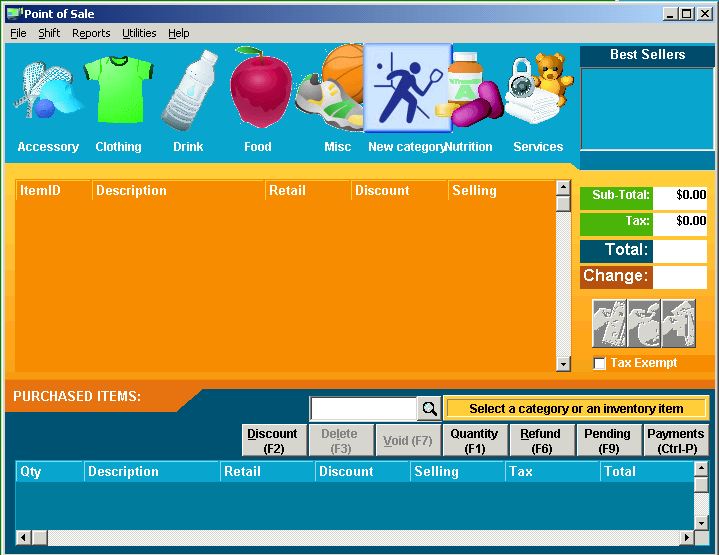 Point of Sale
File Shift Reports Utilities Help
Best Sellers
A
Accessory Clothing Drink Food Misc New category Nutrition Services
ItemID Description Retail Discount Selling
Sub-Total: $0.00
Tax: $0.00
Total:
Change:
Tax Exempt
PURCHASED ITEMS:
Select a category or an inventory item
Discount (F2)
Delete (F3)
Void (F7)
Quantity (F1)
Refund (F6)
Pending (F9)
Payments (Ctrl-P)
Qty Description Retail Discount Selling Tax Total